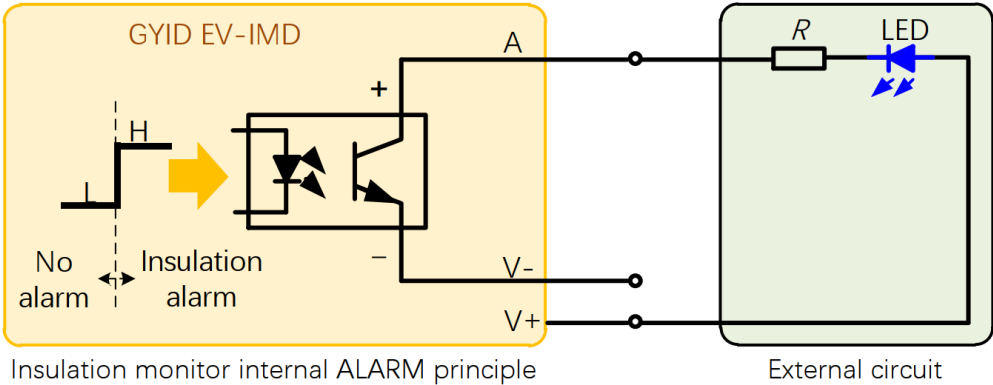 GYID EV-IMD
A
R
LED
+
H
L
−
No
alarm
Insulation
alarm
V-
V+
Insulation monitor internal ALARM principle
External circuit